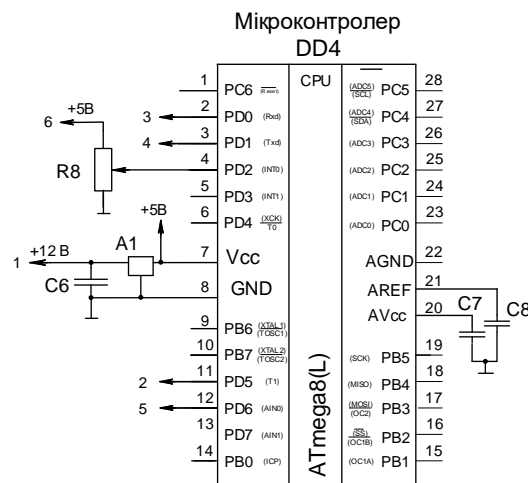 Мікроконтролер
DD4
CPU
1 PC6 (Reset)
2 PD0 (Rxd)
3 PD1 (Txd)
4 PD2 (INT0)
5 PD3 (INT1)
6 PD4 (XCK) T0
7 Vcc
8 GND
9 PB6 (XTAL1) (TOSC1)
10 PB7 (XTAL2) (TOSC2)
11 PD5 (T1)
12 PD6 (AIN0)
13 PD7 (AIN1)
14 PB0 (ICP)
ATmega8(L)
(ADC5) (SCL) PC5 28
(ADC4) (SDA) PC4 27
(ADC3) PC3 26
(ADC2) PC2 25
(ADC1) PC1 24
(ADC0) PC0 23
AGND 22
AREF 21
AVcc 20
(SCK) PB5 19
(MISO) PB4 18
(MOSI) (OC2) PB3 17
(SS) (OC1B) PB2 16
(OC1A) PB1 15
6 +5В
3
4
R8
+5В
1 +12 В
A1
C6
2
5
C7
C8